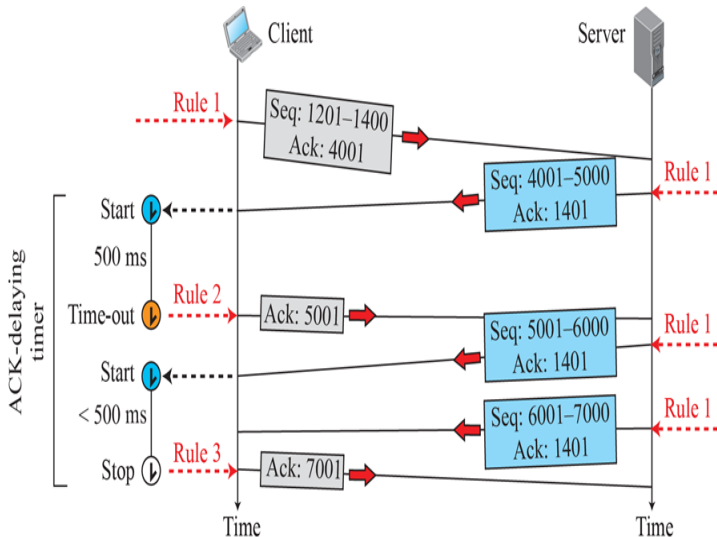 Client
Server
Rule 1
Seq: 1201–1400
Ack: 4001
Rule 1
Seq: 4001–5000
Ack: 1401
Start
500 ms
Rule 2
Time-out
Ack: 5001
Rule 1
Seq: 5001–6000
Ack: 1401
Start
< 500 ms
Rule 1
Seq: 6001–7000
Ack: 1401
Rule 3
Stop
Ack: 7001
ACK-delaying
timer
Time
Time